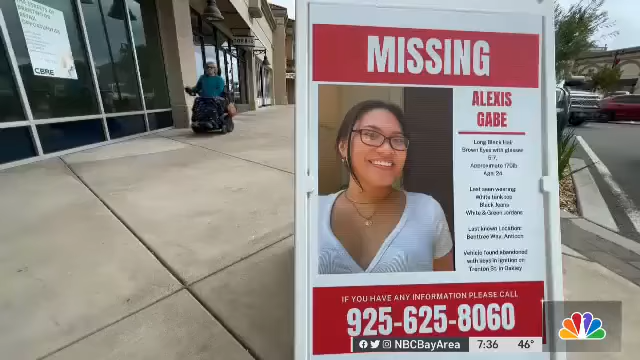 CBRE
MISSING
ALEXIS
GABE
Long Black Hair
Brown Eyes with glasses
5'7,
Approximate 170lb
Age 24
Last seen wearing:
White tank top
Black Jeans
White & Green Jordans
Last known Location:
Benttree Way, Antioch
Vehicle found abandoned
with keys in ignition on
Trenton St. in Oakley
IF YOU HAVE ANY INFORMATION PLEASE CALL
925-625-8060
NBCBayArea
7:36 46°